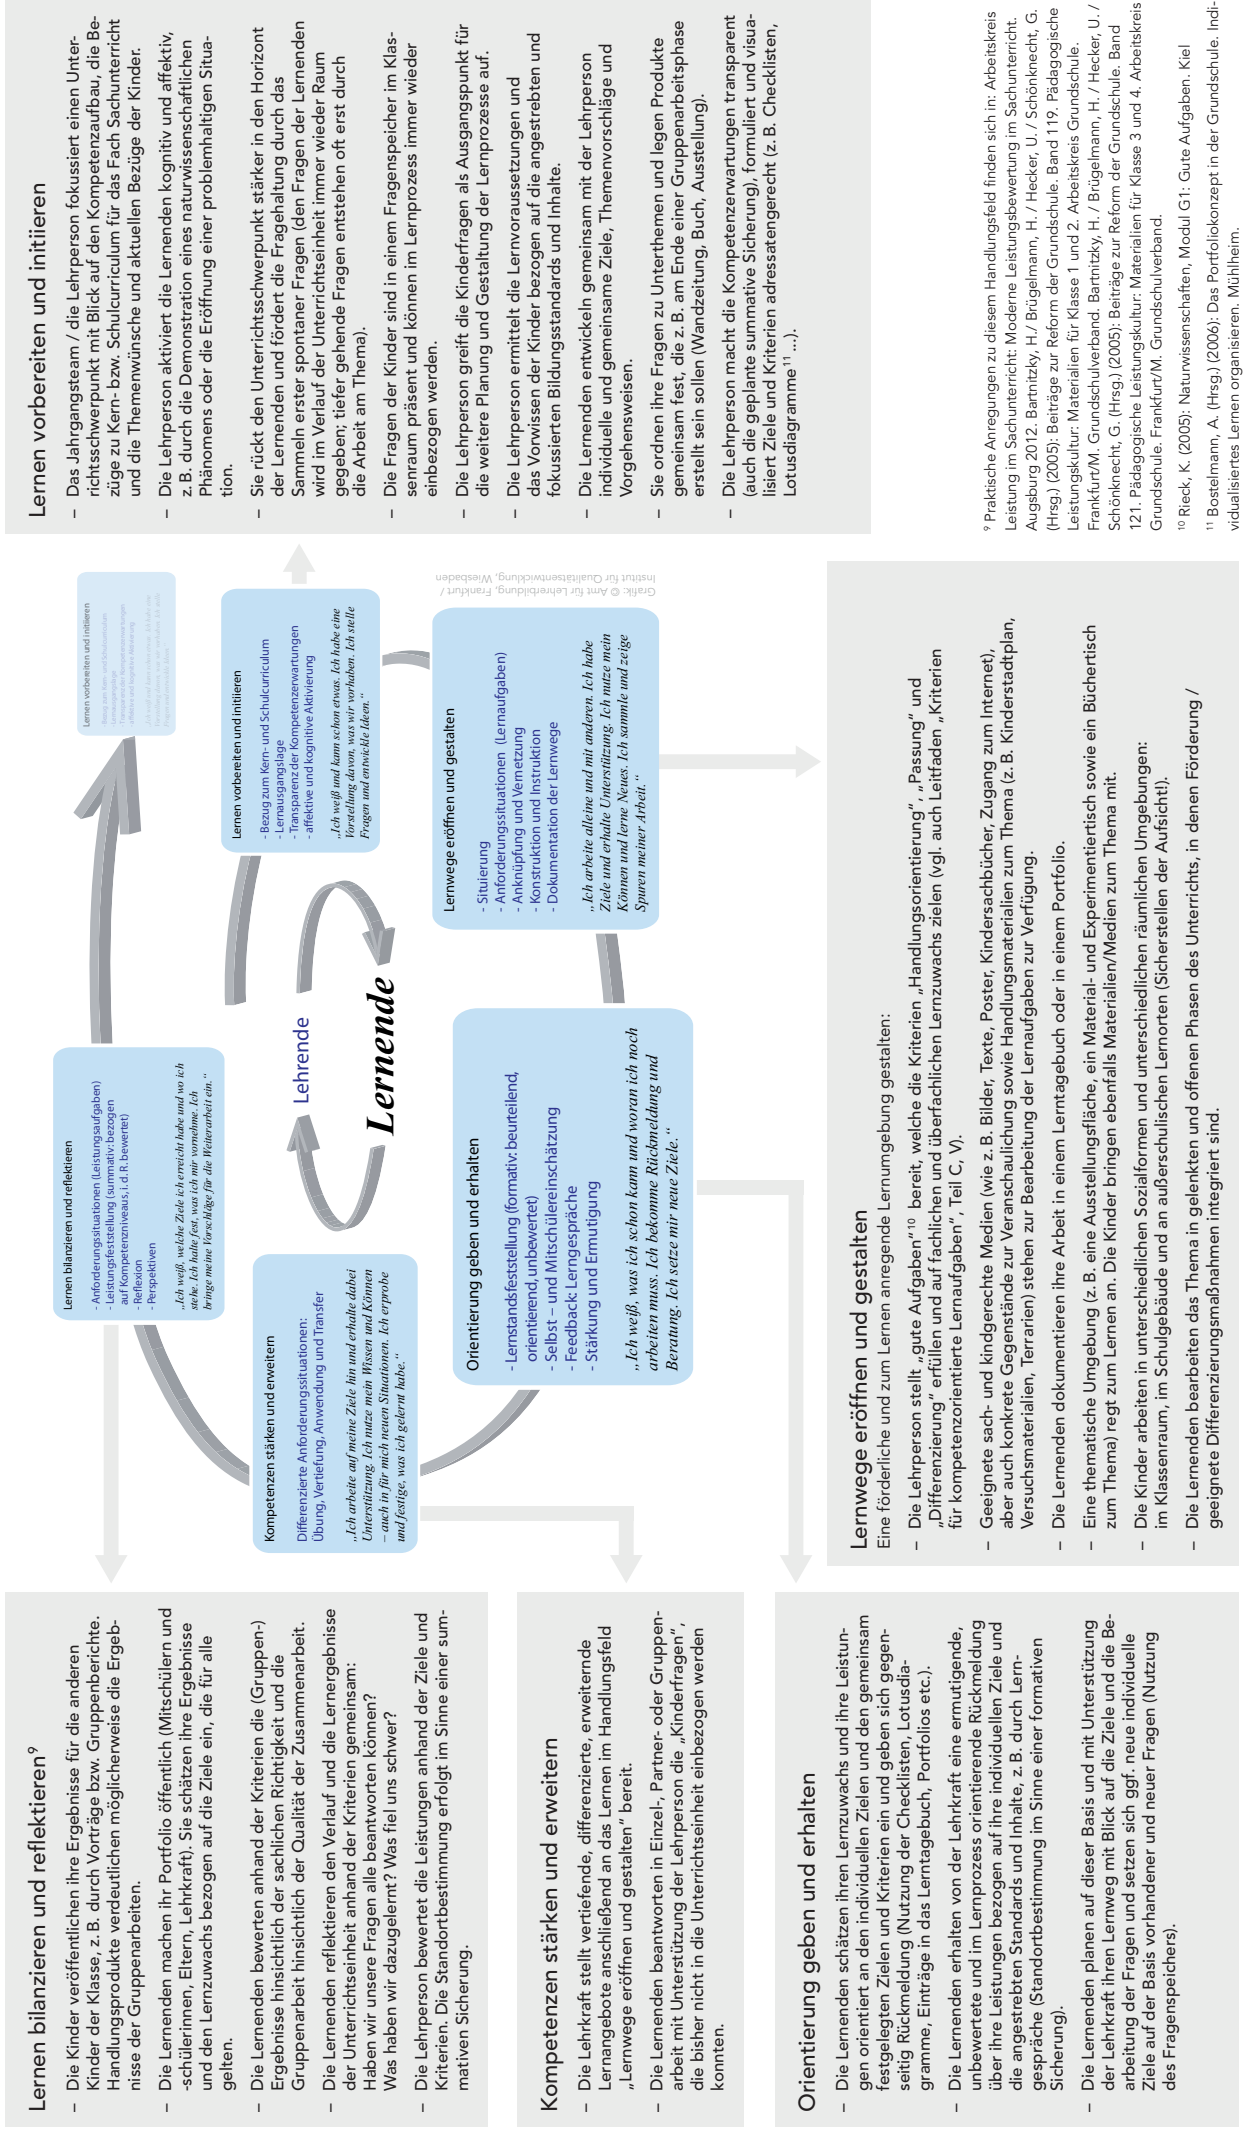 Lernen bilanzieren und reflektieren⁹
– Die Kinder veröffentlichen ihre Ergebnisse für die anderen
Kinder der Klasse, z. B. durch Vorträge bzw. Gruppenberichte.
Handlungsprodukte verdeutlichen möglicherweise die Ergeb-
nisse der Gruppenarbeiten.
– Die Lernenden machen ihr Portfolio öffentlich (Mitschülern und
-schülerinnen, Eltern, Lehrkraft). Sie schätzen ihre Ergebnisse
und den Lernzuwachs bezogen auf die Ziele ein, die für alle
gelten.
– Die Lernenden bewerten anhand der Kriterien die (Gruppen-)
Ergebnisse hinsichtlich der sachlichen Richtigkeit und die
Gruppenarbeit hinsichtlich der Qualität der Zusammenarbeit.
– Die Lernenden reflektieren den Verlauf und die Lernergebnisse
der Unterrichtseinheit anhand der Kriterien gemeinsam:
Haben wir unsere Fragen alle beantworten können?
Was haben wir dazugelernt? Was fiel uns schwer?
– Die Lehrperson bewertet die Leistungen anhand der Ziele und
Kriterien. Die Standortbestimmung erfolgt im Sinne einer sum-
mativen Sicherung.
Kompetenzen stärken und erweitern
– Die Lehrkraft stellt vertiefende, differenzierte, erweiternde
Lernangebote anschließend an das Lernen im Handlungsfeld
„Lernwege eröffnen und gestalten“ bereit.
– Die Lernenden beantworten in Einzel-, Partner- oder Gruppen-
arbeit mit Unterstützung der Lehrperson die „Kinderfragen“,
die bisher nicht in die Unterrichtseinheit einbezogen werden
konnten.
Orientierung geben und erhalten
– Die Lernenden schätzen ihren Lernzuwachs und ihre Leistun-
gen orientiert an den individuellen Zielen und den gemeinsam
festgelegten Zielen und Kriterien ein und geben sich gegen-
seitig Rückmeldung (Nutzung der Checklisten, Lotusdia-
gramme, Einträge in das Lerntagebuch, Portfolios etc.).
– Die Lernenden erhalten von der Lehrkraft eine ermutigende,
unbewertete und im Lernprozess orientierende Rückmeldung
über ihre Leistungen bezogen auf ihre individuellen Ziele und
die angestrebten Standards und Inhalte, z. B. durch Lern-
gespräche (Standortbestimmung im Sinne einer formativen
Sicherung).
– Die Lernenden planen auf dieser Basis und mit Unterstützung
der Lehrkraft ihren Lernweg mit Blick auf die Ziele und die Be-
arbeitung der Fragen und setzen sich ggf. neue individuelle
Ziele auf der Basis vorhandener und neuer Fragen (Nutzung
des Fragenspeichers).
Lernen bilanzieren und reflektieren
- Anforderungssituationen (Leistungsaufgaben)
- Leistungsfeststellung (summativ: bezogen
auf Kompetenzniveaus, i. d. R. bewertet)
- Reflexion
- Perspektiven
„Ich weiß, welche Ziele ich erreicht habe und wo ich
stehe. Ich halte fest, was ich mir vornehme. Ich
bringe meine Vorschläge für die Weiterarbeit ein.“
Lernen vorbereiten und initiieren
- Bezug zum Kern- und Schulcurriculum
- Lernausgangslage
- Transparenz der Kompetenzerwartungen
- affektive und kognitive Aktivierung
Kompetenzen stärken und erweitern
Differenzierte Anforderungssituationen:
Übung, Vertiefung, Anwendung und Transfer
„Ich arbeite auf meine Ziele hin und erhalte dabei
Unterstützung. Ich nutze mein Wissen und Können
– auch in für mich neuen Situationen. Ich erprobe
und festige, was ich gelernt habe.“
Lehrende
Lernende
Lernen vorbereiten und initiieren
- Bezug zum Kern- und Schulcurriculum
- Lernausgangslage
- Transparenz der Kompetenzerwartungen
- affektive und kognitive Aktivierung
„Ich weiß und kann schon etwas. Ich habe eine
Vorstellung davon, was wir vorhaben. Ich stelle
Fragen und entwickle Ideen.“
Orientierung geben und erhalten
- Lernstandsfeststellung (formativ: beurteilend,
orientierend, unbewertet)
- Selbst – und Mitschülereinschätzung
- Feedback: Lerngespräche
- Stärkung und Ermutigung
„Ich weiß, was ich schon kann und woran ich noch
arbeiten muss. Ich bekomme Rückmeldung und
Beratung. Ich setze mir neue Ziele.“
Lernwege eröffnen und gestalten
- Situierung
- Anforderungssituationen (Lernaufgaben)
- Anknüpfung und Vernetzung
- Konstruktion und Instruktion
- Dokumentation der Lernwege
„Ich arbeite alleine und mit anderen. Ich habe
Ziele und erhalte Unterstützung. Ich nutze mein
Können und lerne Neues. Ich sammle und zeige
Spuren meiner Arbeit.“
Grafik: © Amt für Lehrerbildung, Frankfurt /
Institut für Qualitätsentwicklung, Wiesbaden
Lernwege eröffnen und gestalten
Eine förderliche und zum Lernen anregende Lernumgebung gestalten:
– Die Lehrperson stellt „gute Aufgaben“¹⁰ bereit, welche die Kriterien „Handlungsorientierung“, „Passung“ und
„Differenzierung“ erfüllen und auf fachlichen und überfachlichen Lernzuwachs zielen (vgl. auch Leitfaden „Kriterien
für kompetenzorientierte Lernaufgaben“, Teil C, V).
– Geeignete sach- und kindgerechte Medien (wie z. B. Bilder, Texte, Poster, Kindersachbücher, Zugang zum Internet),
aber auch konkrete Gegenstände zur Veranschaulichung sowie Handlungsmaterialien zum Thema (z. B. Kinderstadtplan,
Versuchsmaterialien, Terrarien) stehen zur Bearbeitung der Lernaufgaben zur Verfügung.
– Die Lernenden dokumentieren ihre Arbeit in einem Lerntagebuch oder in einem Portfolio.
– Eine thematische Umgebung (z. B. eine Ausstellungsfläche, ein Material- und Experimentiertisch sowie ein Büchertisch
zum Thema) regt zum Lernen an. Die Kinder bringen ebenfalls Materialien/Medien zum Thema mit.
– Die Kinder arbeiten in unterschiedlichen Sozialformen und unterschiedlichen räumlichen Umgebungen:
im Klassenraum, im Schulgebäude und an außerschulischen Lernorten (Sicherstellen der Aufsicht!).
– Die Lernenden bearbeiten das Thema in gelenkten und offenen Phasen des Unterrichts, in denen Förderung /
geeignete Differenzierungsmaßnahmen integriert sind.
Lernen vorbereiten und initiieren
– Das Jahrgangsteam / die Lehrperson fokussiert einen Unter-
richtsschwerpunkt mit Blick auf den Kompetenzaufbau, die Be-
züge zu Kern- bzw. Schulcurriculum für das Fach Sachunterricht
und die Themenwünsche und aktuellen Bezüge der Kinder.
– Die Lehrperson aktiviert die Lernenden kognitiv und affektiv,
z. B. durch die Demonstration eines naturwissenschaftlichen
Phänomens oder die Eröffnung einer problemhaltigen Situa-
tion.
– Sie rückt den Unterrichtsschwerpunkt stärker in den Horizont
der Lernenden und fördert die Fragehaltung durch das
Sammeln erster spontaner Fragen (den Fragen der Lernenden
wird im Verlauf der Unterrichtseinheit immer wieder Raum
gegeben; tiefer gehende Fragen entstehen oft erst durch
die Arbeit am Thema).
– Die Fragen der Kinder sind in einem Fragenspeicher im Klas-
senraum präsent und können im Lernprozess immer wieder
einbezogen werden.
– Die Lehrperson greift die Kinderfragen als Ausgangspunkt für
die weitere Planung und Gestaltung der Lernprozesse auf.
– Die Lehrperson ermittelt die Lernvoraussetzungen und
das Vorwissen der Kinder bezogen auf die angestrebten und
fokussierten Bildungsstandards und Inhalte.
– Die Lernenden entwickeln gemeinsam mit der Lehrperson
individuelle und gemeinsame Ziele, Themenvorschläge und
Vorgehensweisen.
– Sie ordnen ihre Fragen zu Unterthemen und legen Produkte
gemeinsam fest, die z. B. am Ende einer Gruppenarbeitsphase
erstellt sein sollen (Wandzeitung, Buch, Ausstellung).
– Die Lehrperson macht die Kompetenzerwartungen transparent
(auch die geplante summative Sicherung), formuliert und visua-
lisiert Ziele und Kriterien adressatengerecht (z. B. Checklisten,
Lotusdiagramme¹¹ ...).
⁹ Praktische Anregungen zu diesem Handlungsfeld finden sich in: Arbeitskreis
Leistung im Sachunterricht: Moderne Leistungsbewertung im Sachunterricht.
Augsburg 2012. Bartnitzky, H./ Brügelmann, H. / Hecker, U. / Schönknecht, G.
(Hrsg.) (2005): Beiträge zur Reform der Grundschule. Band 119. Pädagogische
Leistungskultur: Materialien für Klasse 1 und 2. Arbeitskreis Grundschule.
Frankfurt/M. Grundschulverband. Bartnitzky, H. / Brügelmann, H. / Hecker, U. /
Schönknecht, G. (Hrsg.) (2005): Beiträge zur Reform der Grundschule. Band
121. Pädagogische Leistungskultur: Materialien für Klasse 3 und 4. Arbeitskreis
Grundschule. Frankfurt/M. Grundschulverband.
¹⁰ Rieck, K. (2005): Naturwissenschaften, Modul G1: Gute Aufgaben. Kiel
¹¹ Bostelmann, A. (Hrsg.) (2006): Das Portfoliokonzept in der Grundschule. Indi-
vidualisiertes Lernen organisieren. Mühlheim.